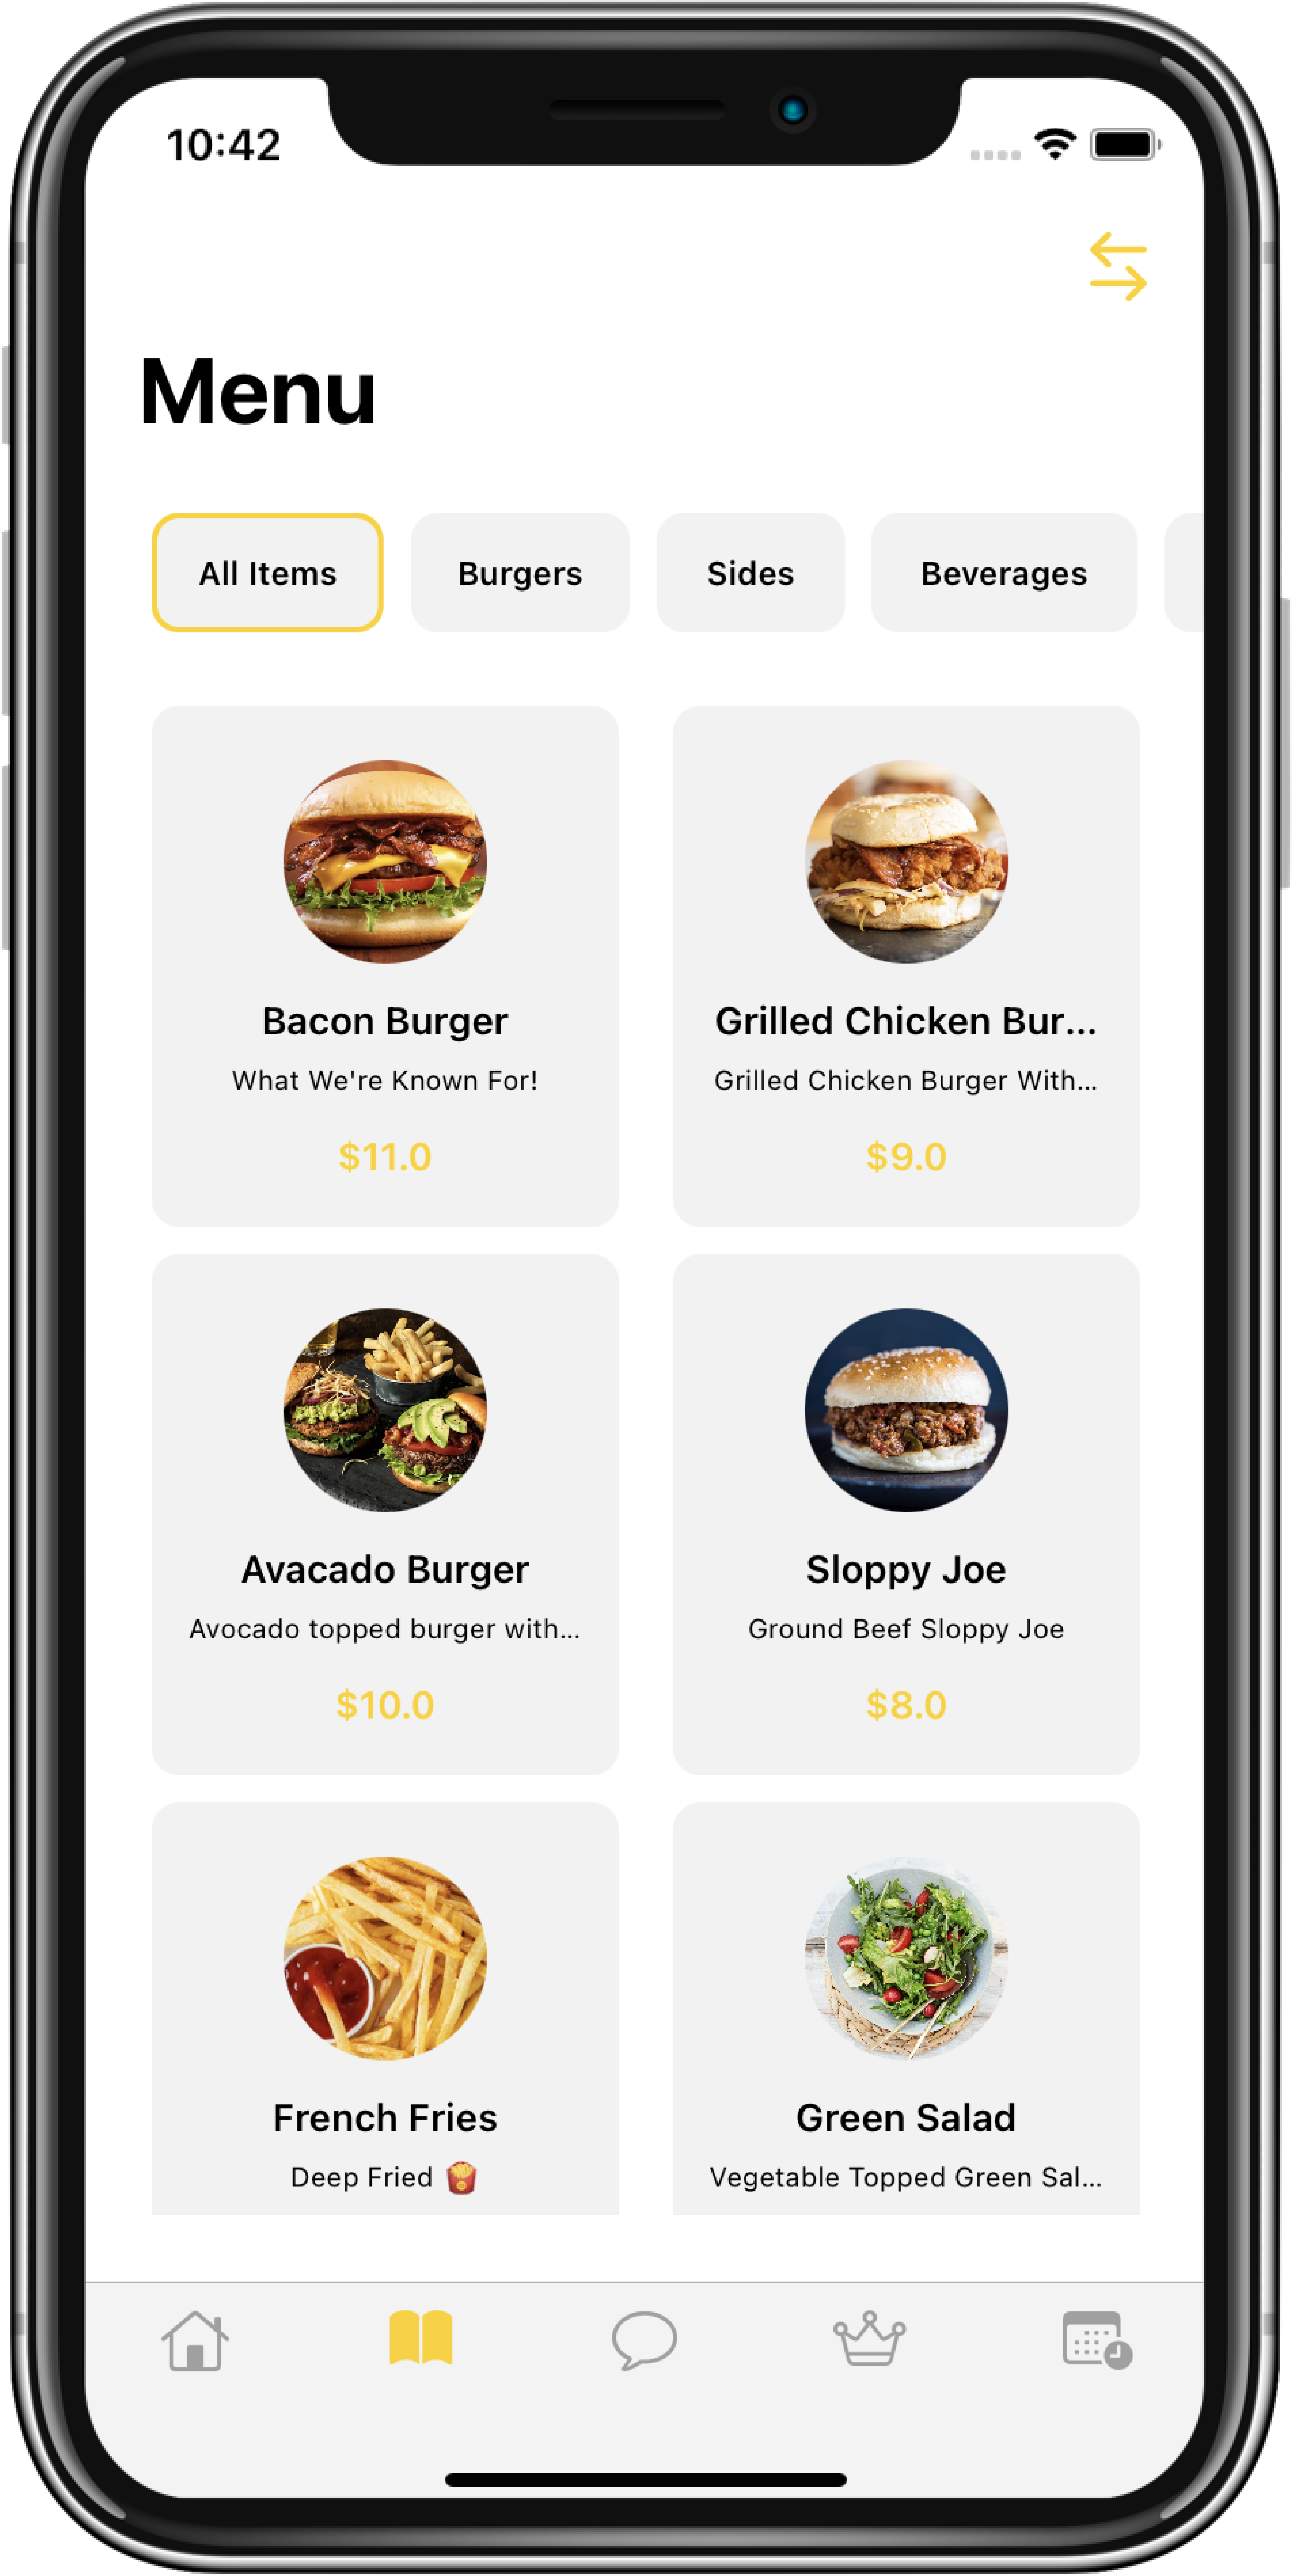 10:42
Menu
All Items
Burgers
Sides
Beverages
Bacon Burger
What We're Known For!
$11.0
Grilled Chicken Bur...
Grilled Chicken Burger With...
$9.0
Avacado Burger
Avocado topped burger with...
$10.0
Sloppy Joe
Ground Beef Sloppy Joe
$8.0
French Fries
Deep Fried 🍟
Green Salad
Vegetable Topped Green Sal...